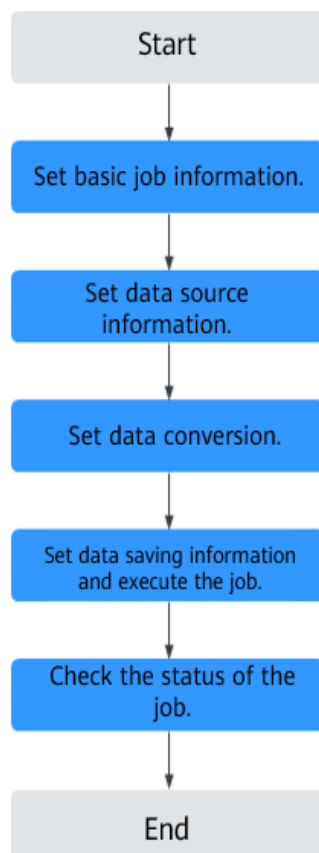 Start
Set basic job information.
Set data source
information.
Set data conversion.
Set data saving information
and execute the job.
Check the status of the
job.
End